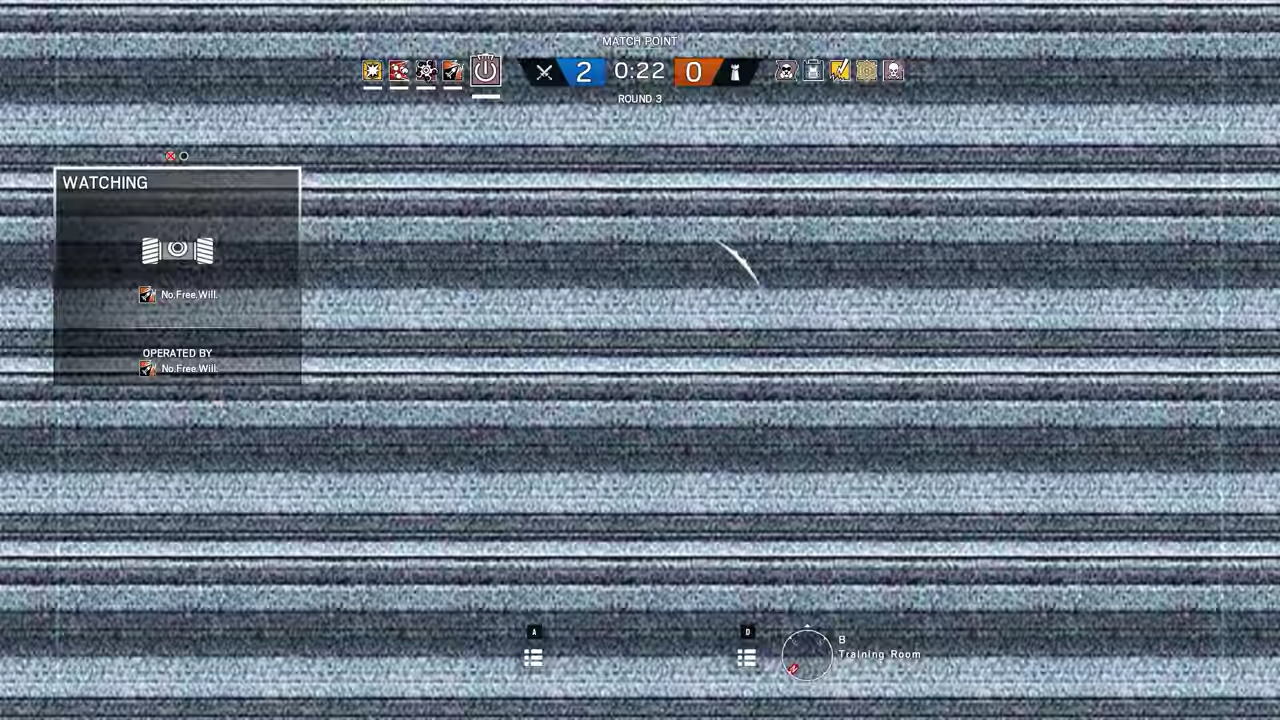 MATCH POINT
2 0:22 0
ROUND 3
WATCHING
No.Free.Will.
OPERATED BY
No.Free.Will.
A
D
B
Training Room
N